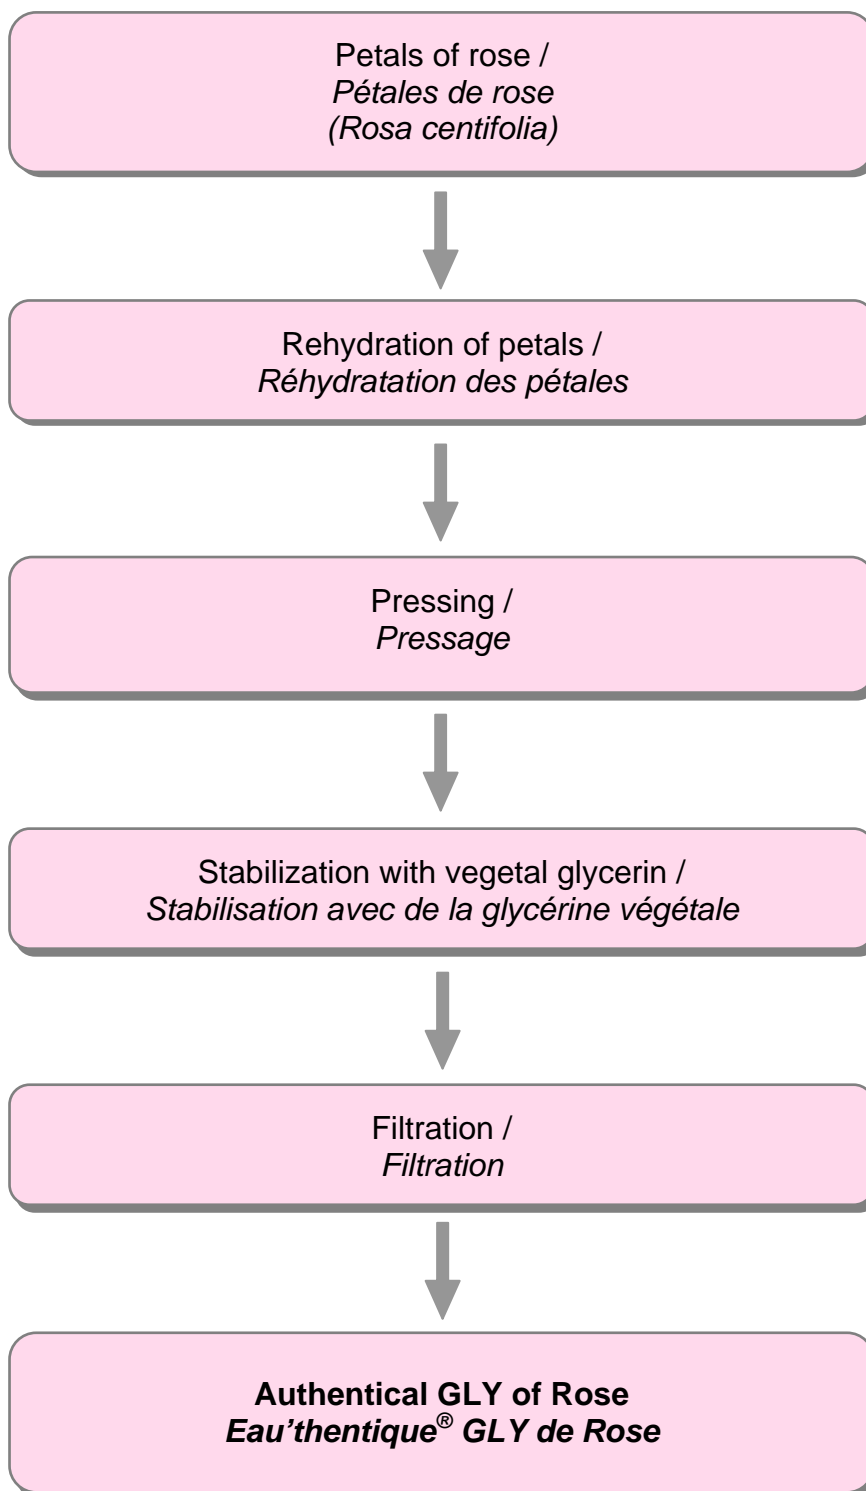 Petals of rose /
Pétales de rose
(Rosa centifolia)
Rehydration of petals /
Réhydratation des pétales
Pressing /
Pressage
Stabilization with vegetal glycerin /
Stabilisation avec de la glycérine végétale
Filtration /
Filtration
Authentical GLY of Rose
Eau’thentique® GLY de Rose